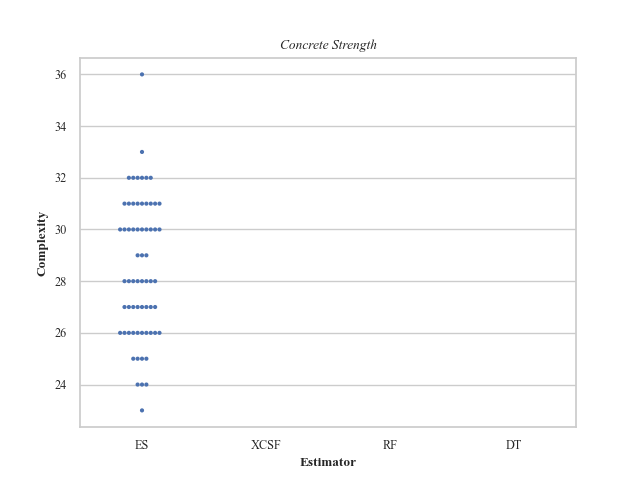 Concrete Strength
36
34
32
30
28
26
24
Complexity
ES XCSF RF DT
Estimator